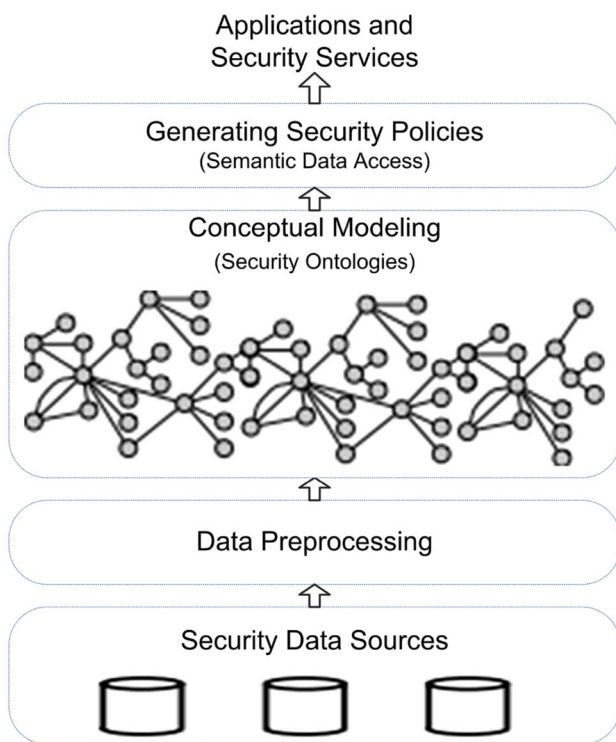 Applications and
Security Services
Generating Security Policies
(Semantic Data Access)
Conceptual Modeling
(Security Ontologies)
Data Preprocessing
Security Data Sources